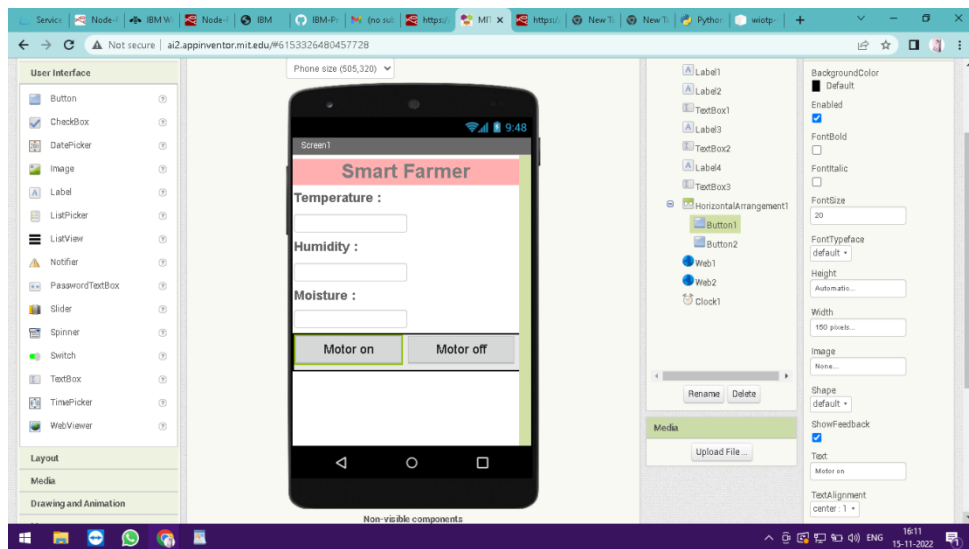 Service
Node-
IBM W
Node-
IBM
IBM-Pr
(no sub
https:/
MIT
https:/
New Ta
New Ta
Python
wiotp-
Not secure
ai2.appinventor.mit.edu/#6153326480457728
User Interface
Button
CheckBox
DatePicker
Image
Label
ListPicker
ListView
Notifier
PasswordTextBox
Slider
Spinner
Switch
TextBox
TimePicker
WebViewer
Layout
Media
Drawing and Animation
Phone size (505,320)
9:48
Screen1
Smart Farmer
Temperature :
Humidity :
Moisture :
Motor on
Motor off
Non-visible components
Label1
Label2
TextBox1
Label3
TextBox2
Label4
TextBox3
HorizontalArrangement1
Button1
Button2
Web1
Web2
Clock1
Rename
Delete
Media
Upload File ...
BackgroundColor
Default
Enabled
FontBold
FontItalic
FontSize
20
FontTypeface
default
Height
Automatic...
Width
150 pixels...
Image
None...
Shape
default
ShowFeedback
Text
Motor on
TextAlignment
center : 1
ENG
16:11
15-11-2022